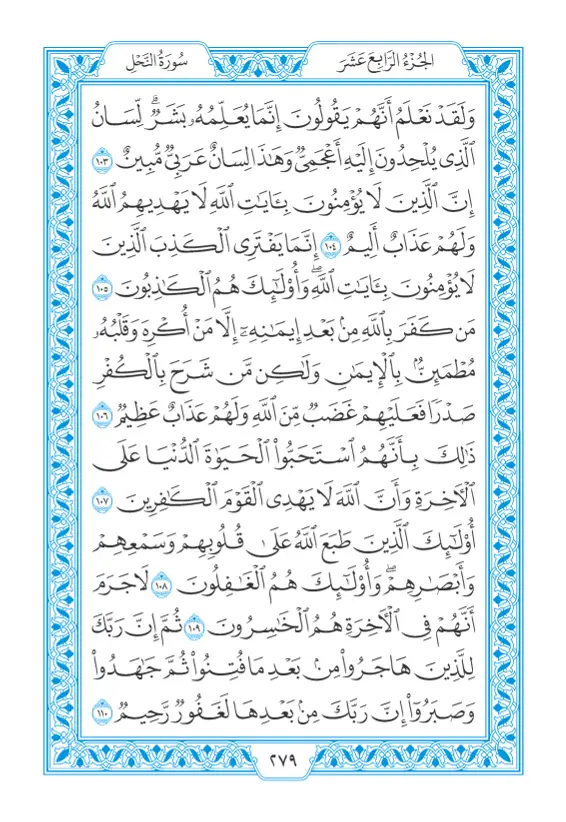 الجُزْءُ الرَّابِعَ عَشَرَ
سُورَةُ النَّحْلِ
وَلَقَدْ نَعْلَمُ أَنَّهُمْ يَقُولُونَ إِنَّمَا يُعَلِّمُهُۥ بَشَرٌۗ لِّسَانُ
ٱلَّذِى يُلْحِدُونَ إِلَيْهِ أَعْجَمِىٌّ وَهَٰذَا لِسَانٌ عَرَبِىٌّ مُّبِينٌ ١٠٣
إِنَّ ٱلَّذِينَ لَا يُؤْمِنُونَ بِـَٔايَٰتِ ٱللَّهِ لَا يَهْدِيهِمُ ٱللَّهُ
وَلَهُمْ عَذَابٌ أَلِيمٌ ١٠٤ إِنَّمَا يَفْتَرِى ٱلْكَذِبَ ٱلَّذِينَ
لَا يُؤْمِنُونَ بِـَٔايَٰتِ ٱللَّهِۖ وَأُو۟لَٰٓئِكَ هُمُ ٱلْكَٰذِبُونَ ١٠٥
مَن كَفَرَ بِٱللَّهِ مِنۢ بَعْدِ إِيمَٰنِهِۦٓ إِلَّا مَنْ أُكْرِهَ وَقَلْبُهُۥ
مُطْمَئِنٌّۢ بِٱلْإِيمَٰنِ وَلَٰكِن مَّن شَرَحَ بِٱلْكُفْرِ
صَدْرًا فَعَلَيْهِمْ غَضَبٌ مِّنَ ٱللَّهِ وَلَهُمْ عَذَابٌ عَظِيمٌ ١٠٦
ذَٰلِكَ بِأَنَّهُمُ ٱسْتَحَبُّوا۟ ٱلْحَيَوٰةَ ٱلدُّنْيَا عَلَى
ٱلْءَاخِرَةِ وَأَنَّ ٱللَّهَ لَا يَهْدِى ٱلْقَوْمَ ٱلْكَٰفِرِينَ ١٠٧
أُو۟لَٰٓئِكَ ٱلَّذِينَ طَبَعَ ٱللَّهُ عَلَىٰ قُلُوبِهِمْ وَسَمْعِهِمْ
وَأَبْصَٰرِهِمْۖ وَأُو۟لَٰٓئِكَ هُمُ ٱلْغَٰفِلُونَ ١٠٨ لَا جَرَمَ
أَنَّهُمْ فِى ٱلْءَاخِرَةِ هُمُ ٱلْخَٰسِرُونَ ١٠٩ ثُمَّ إِنَّ رَبَّكَ
لِلَّذِينَ هَاجَرُوا۟ مِنۢ بَعْدِ مَا فُتِنُوا۟ ثُمَّ جَٰهَدُوا۟
وَصَبَرُوٓا۟ إِنَّ رَبَّكَ مِنۢ بَعْدِهَا لَغَفُورٌ رَّحِيمٌ ١١٠
٢٧٩